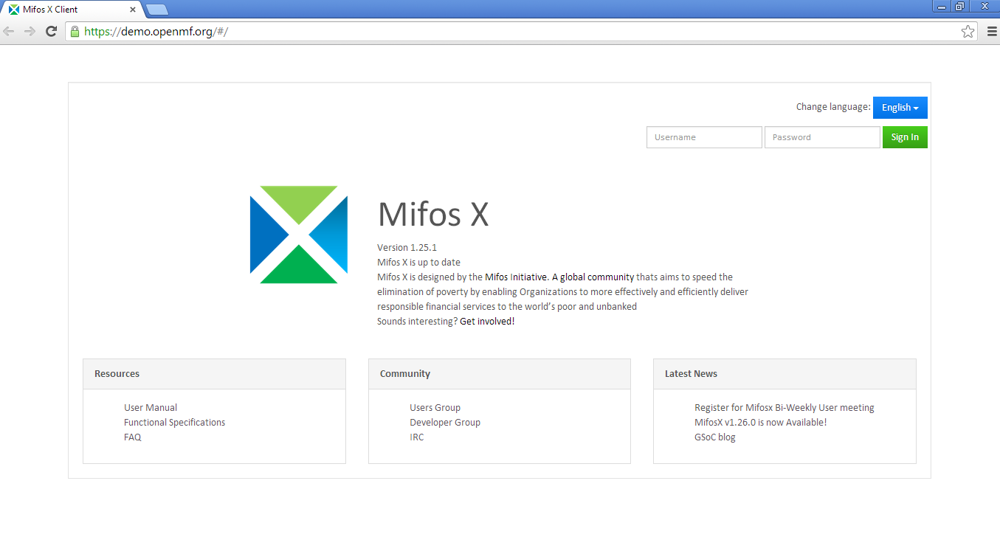 Mifos X Client
https://demo.openmf.org/#/
Change language: English
Username Password Sign In
Mifos X
Version 1.25.1
Mifos X is up to date
Mifos X is designed by the Mifos Initiative. A global community thats aims to speed the
elimination of poverty by enabling Organizations to more effectively and efficiently deliver
responsible financial services to the world's poor and unbanked
Sounds interesting? Get involved!
Resources
User Manual
Functional Specifications
FAQ
Community
Users Group
Developer Group
IRC
Latest News
Register for Mifosx Bi-Weekly User meeting
MifosX v1.26.0 is now Available!
GSoC blog